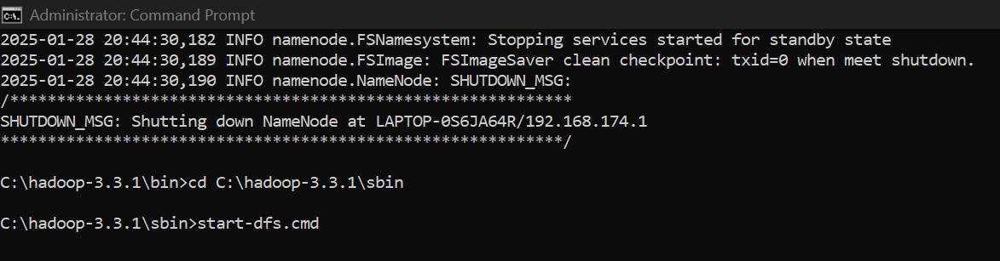 Administrator: Command Prompt
2025-01-28 20:44:30,182 INFO namenode.FSNamesystem: Stopping services started for standby state
2025-01-28 20:44:30,189 INFO namenode.FSImage: FSImageSaver clean checkpoint: txid=0 when meet shutdown.
2025-01-28 20:44:30,190 INFO namenode.NameNode: SHUTDOWN_MSG:
/************************************************************
SHUTDOWN_MSG: Shutting down NameNode at LAPTOP-0S6JA64R/192.168.174.1
************************************************************/
C:\hadoop-3.3.1\bin>cd C:\hadoop-3.3.1\sbin
C:\hadoop-3.3.1\sbin>start-dfs.cmd